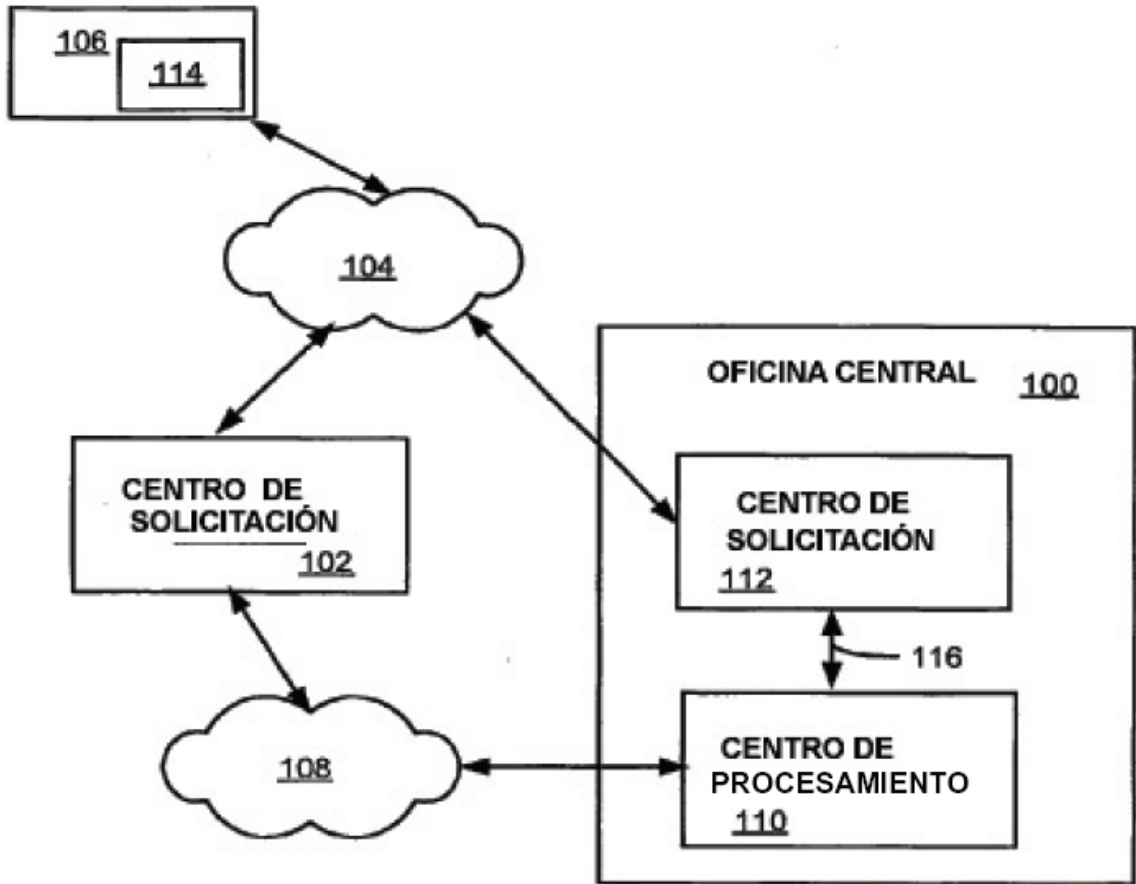 106
114
104
OFICINA CENTRAL 100
CENTRO DE
SOLICITACIÓN
102
CENTRO DE
SOLICITACIÓN
112
116
108
CENTRO DE
PROCESAMIENTO
110